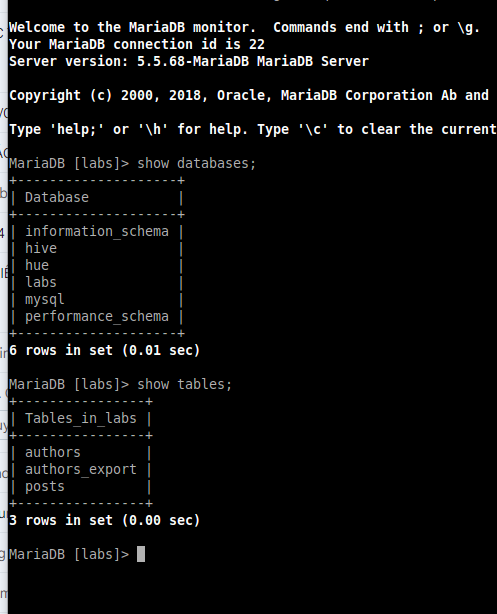 Welcome to the MariaDB monitor.  Commands end with ; or \g.
Your MariaDB connection id is 22
Server version: 5.5.68-MariaDB MariaDB Server
Copyright (c) 2000, 2018, Oracle, MariaDB Corporation Ab and
Type 'help;' or '\h' for help. Type '\c' to clear the current
MariaDB [labs]> show databases;
+--------------------+
| Database           |
+--------------------+
| information_schema |
| hive               |
| hue                |
| labs               |
| mysql              |
| performance_schema |
+--------------------+
6 rows in set (0.01 sec)
MariaDB [labs]> show tables;
+----------------+
| Tables_in_labs |
+----------------+
| authors        |
| authors_export |
| posts          |
+----------------+
3 rows in set (0.00 sec)
MariaDB [labs]>